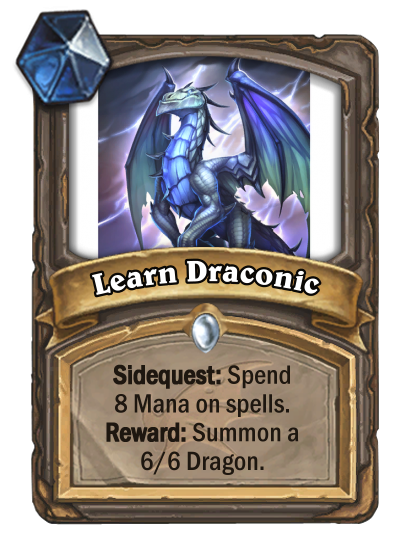 Learn Draconic
Sidequest: Spend
8 Mana on spells.
Reward: Summon a
6/6 Dragon.